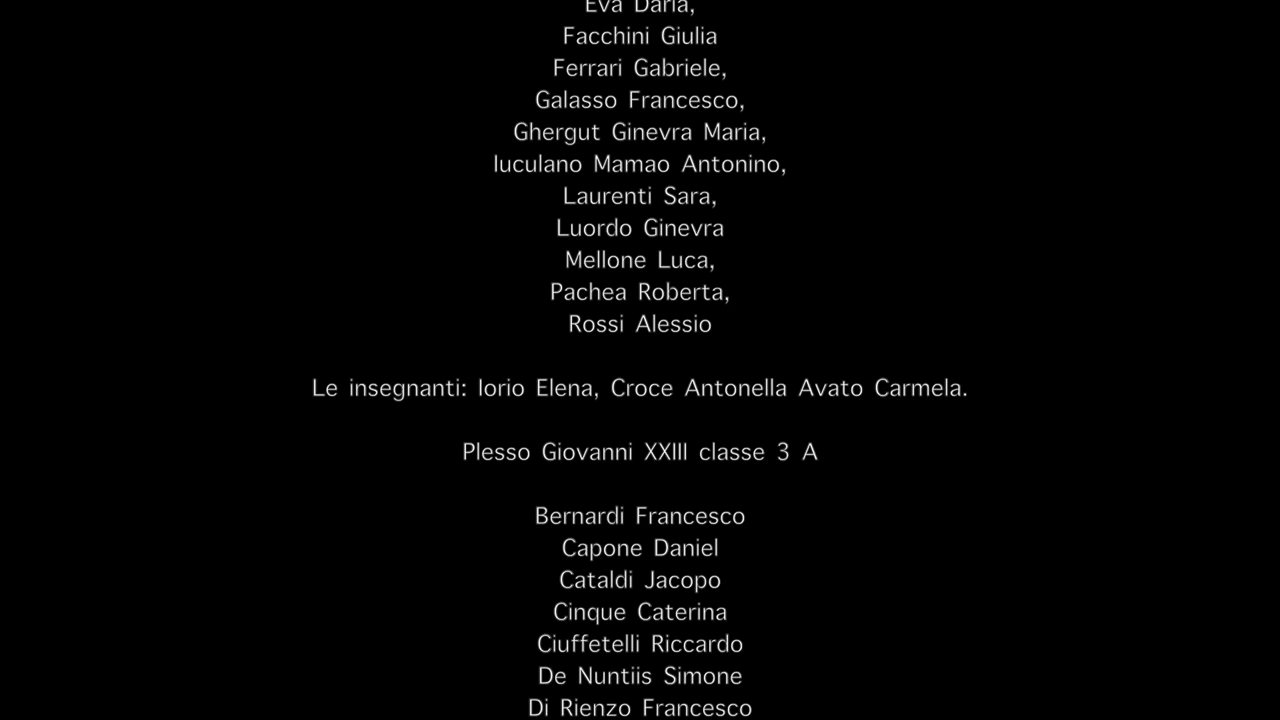 Eva Daria,
Facchini Giulia
Ferrari Gabriele,
Galasso Francesco,
Ghergut Ginevra Maria,
Iuculano Mamao Antonino,
Laurenti Sara,
Luordo Ginevra
Mellone Luca,
Pachea Roberta,
Rossi Alessio
Le insegnanti: Iorio Elena, Croce Antonella Avato Carmela.
Plesso Giovanni XXIII classe 3 A
Bernardi Francesco
Capone Daniel
Cataldi Jacopo
Cinque Caterina
Ciuffetelli Riccardo
De Nuntiis Simone
Di Rienzo Francesco